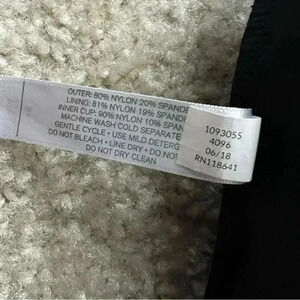 OUTER: 80% NYLON 20% SPANDE
LINING: 81% NYLON 19% SPANDE
INNER CUP: 90% NYLON 10% SPAN
MACHINE WASH COLD SEPARATE
GENTLE CYCLE • USE MILD DETERG
DO NOT BLEACH • LINE DRY • DO NOT
DO NOT DRY CLEAN
1093055
4096
06/18
RN118641